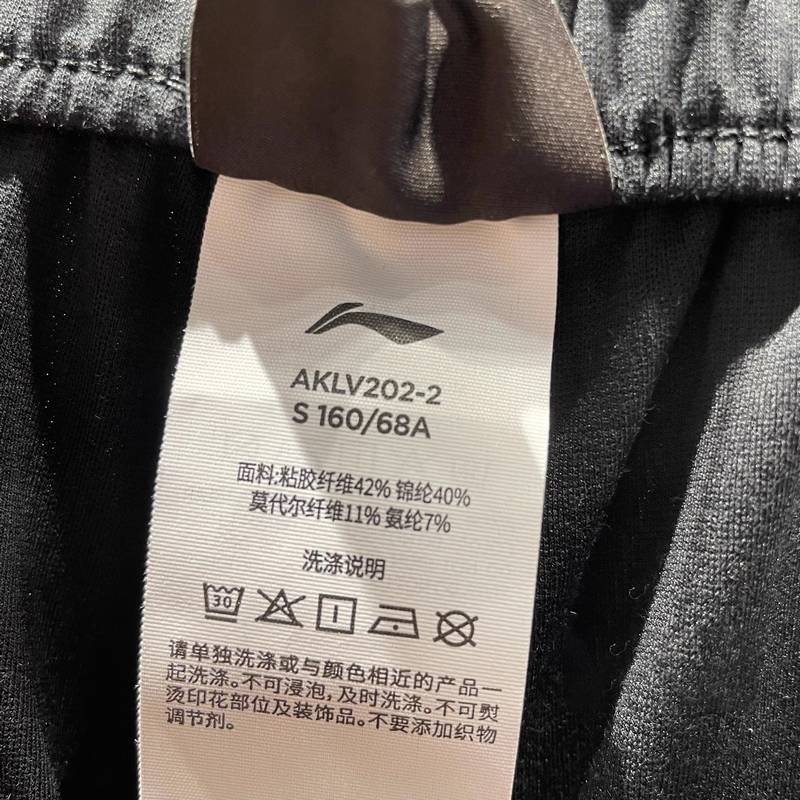 AKLV202-2
S 160/68A
面料:粘胶纤维42% 锦纶40%
莫代尔纤维11% 氨纶7%
洗涤说明
30
请单独洗涤或与颜色相近的产品一
起洗涤。不可浸泡,及时洗涤。不可熨
烫印花部位及装饰品。不要添加织物
调节剂。